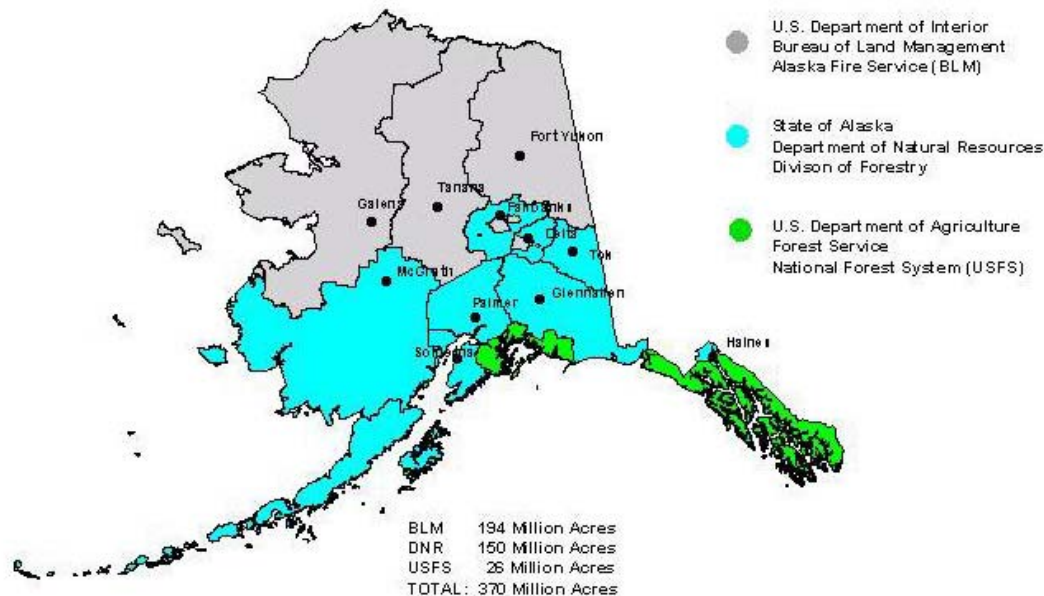 U.S. Department of Interior
Bureau of Land Management
Alaska Fire Service (BLM)
State of Alaska
Department of Natural Resources
Divison of Forestry
U.S. Department of Agriculture
Forest Service
National Forest System (USFS)
Fort Yukon
Tanana
Galena
Fairbanks
Delta
Tok
McGrath
Glennallen
Palmer
Soldotna
Haines
BLM 194 Million Acres
DNR 150 Million Acres
USFS 26 Million Acres
TOTAL: 370 Million Acres